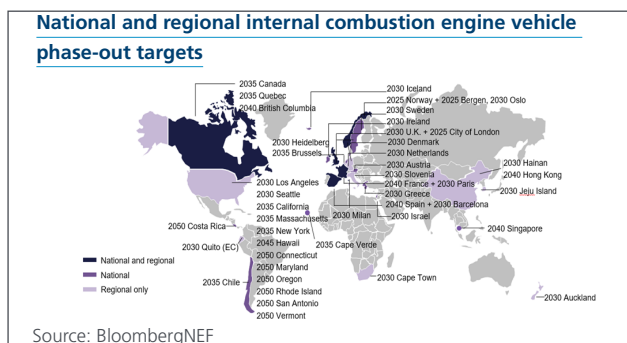 National and regional internal combustion engine vehicle
phase-out targets
2035 Canada
2035 Quebec
2040 British Columbia
2030 Heidelberg
2035 Brussels
2030 Iceland
2025 Norway + 2025 Bergen, 2030 Oslo
2030 Sweden
2030 Ireland
2030 U.K. + 2025 City of London
2030 Denmark
2030 Netherlands
2030 Austria
2030 Slovenia
2040 France + 2030 Paris
2030 Greece
2040 Spain + 2030 Barcelona
2030 Israel
2030 Milan
2030 Hainan
2040 Hong Kong
2030 Jeju Island
2040 Singapore
2030 Los Angeles
2030 Seattle
2035 California
2035 Massachusetts
2035 New York
2045 Hawaii
2050 Connecticut
2050 Maryland
2050 Oregon
2050 Rhode Island
2050 San Antonio
2050 Vermont
2050 Costa Rica
2030 Quito (EC)
2035 Chile
2035 Cape Verde
2030 Cape Town
2030 Auckland
National and regional
National
Regional only
Source: BloombergNEF